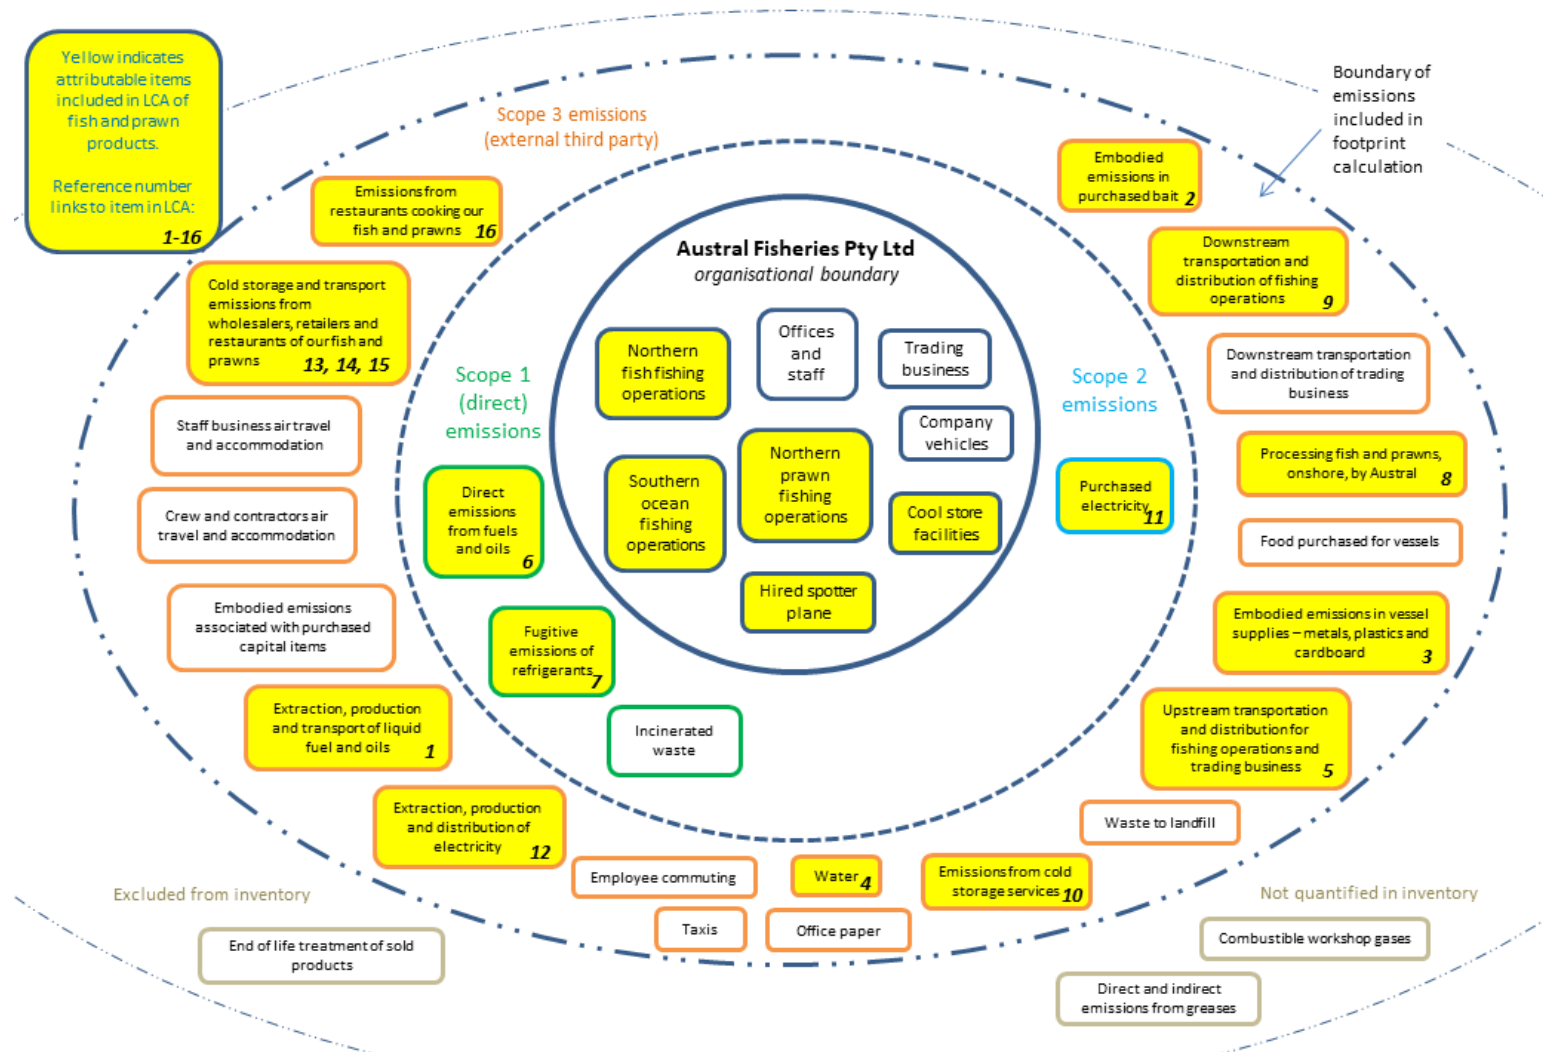 Yellow indicates
attributable items
included in LCA of
fish and prawn
products.
Reference number
links to item in LCA:
1-16
Scope 3 emissions
(external third party)
Boundary of
emissions
included in
footprint
calculation
Emissions from
restaurants cooking our
fish and prawns 16
Cold storage and transport
emissions from
wholesalers, retailers and
restaurants of our fish and
prawns 13, 14, 15
Staff business air travel
and accommodation
Crew and contractors air
travel and accommodation
Embodied emissions
associated with purchased
capital items
Extraction, production
and transport of liquid
fuel and oils 1
Extraction, production
and distribution of
electricity 12
Scope 1
(direct)
emissions
Direct
emissions
from fuels
and oils
6
Fugitive
emissions of
refrigerants
7
Incinerated
waste
Austral Fisheries Pty Ltd
organisational boundary
Northern
fish fishing
operations
Offices
and
staff
Trading
business
Company
vehicles
Southern
ocean
fishing
operations
Northern
prawn
fishing
operations
Cool store
facilities
Hired spotter
plane
Scope 2
emissions
Purchased
electricity
11
Embodied
emissions in
purchased bait 2
Downstream
transportation and
distribution of fishing
operations 9
Downstream transportation
and distribution of trading
business
Processing fish and prawns,
onshore, by Austral 8
Food purchased for vessels
Embodied emissions in vessel
supplies – metals, plastics and
cardboard 3
Upstream transportation
and distribution for
fishing operations and
trading business 5
Waste to landfill
Employee commuting
Water 4
Emissions from cold
storage services 10
Taxis
Office paper
Excluded from inventory
End of life treatment of sold
products
Not quantified in inventory
Combustible workshop gases
Direct and indirect
emissions from greases